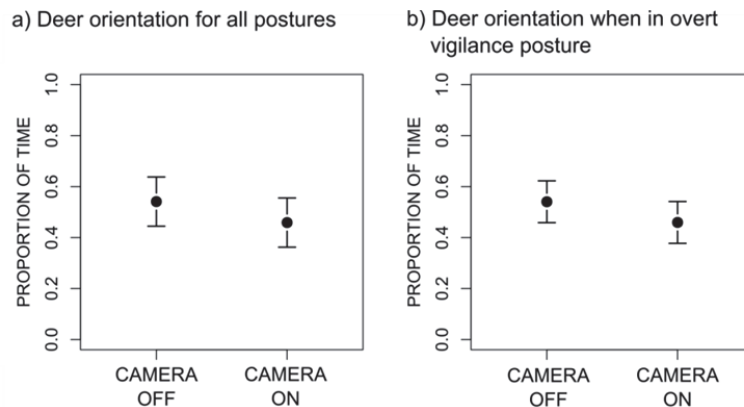 a) Deer orientation for all postures
PROPORTION OF TIME
1.0
0.8
0.6
0.4
0.2
0.0
CAMERA OFF
CAMERA ON
b) Deer orientation when in overt
vigilance posture
PROPORTION OF TIME
1.0
0.8
0.6
0.4
0.2
0.0
CAMERA OFF
CAMERA ON